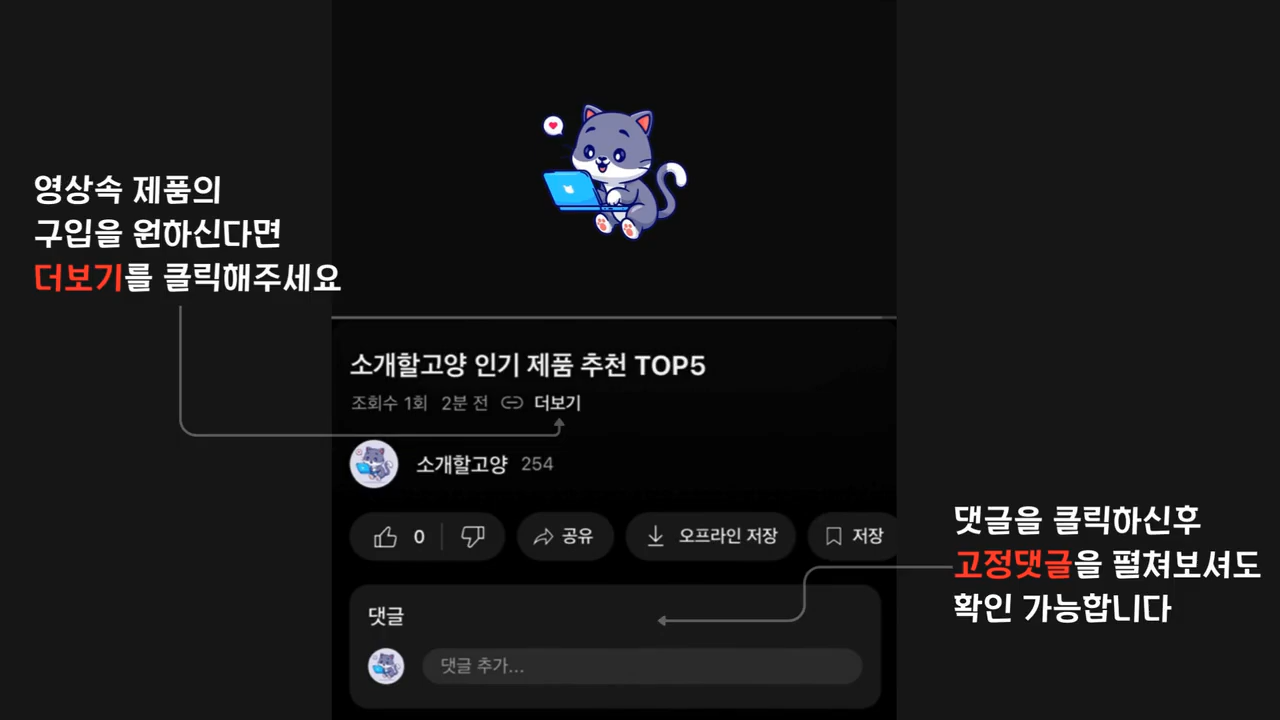 영상속 제품의
구입을 원하신다면
더보기를 클릭해주세요
소개할고양 인기 제품 추천 TOP5
조회수 1회 2분 전 더보기
소개할고양 254
0 공유 오프라인 저장 저장
댓글을 클릭하신후
고정댓글을 펼쳐보셔도
확인 가능합니다
댓글
댓글 추가...